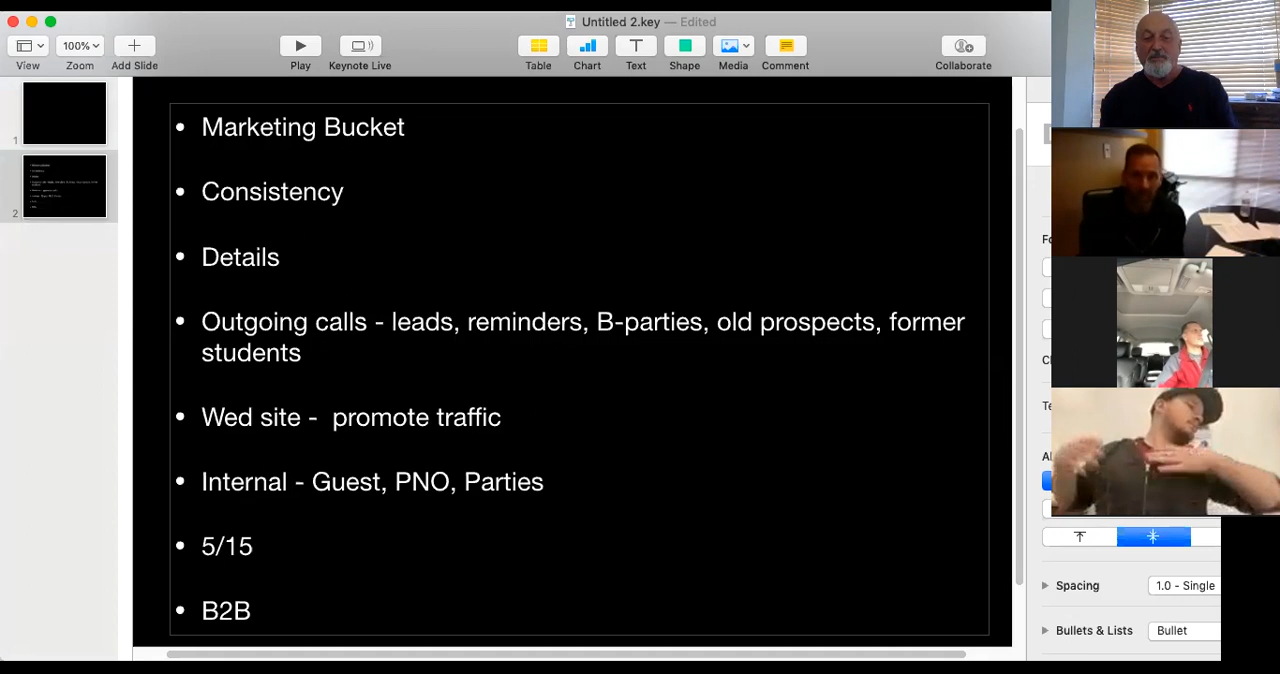 Untitled 2.key — Edited
100%
View
Zoom
Add Slide
Play
Keynote Live
Table
Chart
Text
Shape
Media
Comment
Collaborate
1
2
• Marketing Bucket
• Consistency
• Details
• Outgoing calls - leads, reminders, B-parties, old prospects, former
students
• Wed site -  promote traffic
• Internal - Guest, PNO, Parties
• 5/15
• B2B
Spacing
1.0 - Single
Bullets & Lists
Bullet